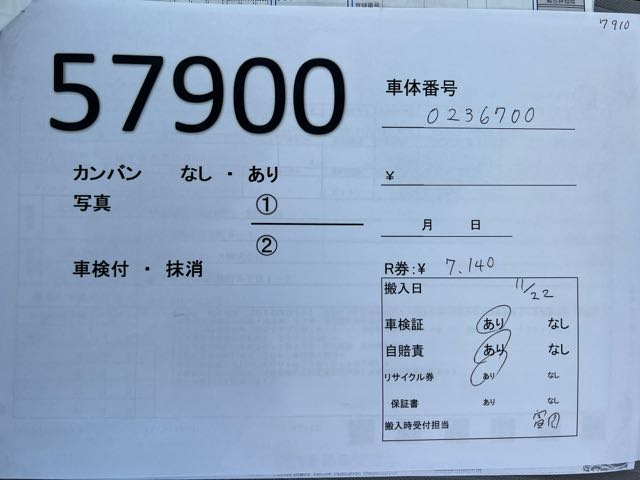 7910
57900
車体番号
0236700
カンバン なし ・ あり
¥
写真 ①
②
月 日
車検付 ・ 抹消
R券:¥ 7.140
搬入日 11/22
車検証 あり なし
自賠責 あり なし
リサイクル券 あり なし
保証書 あり なし
搬入時受付担当